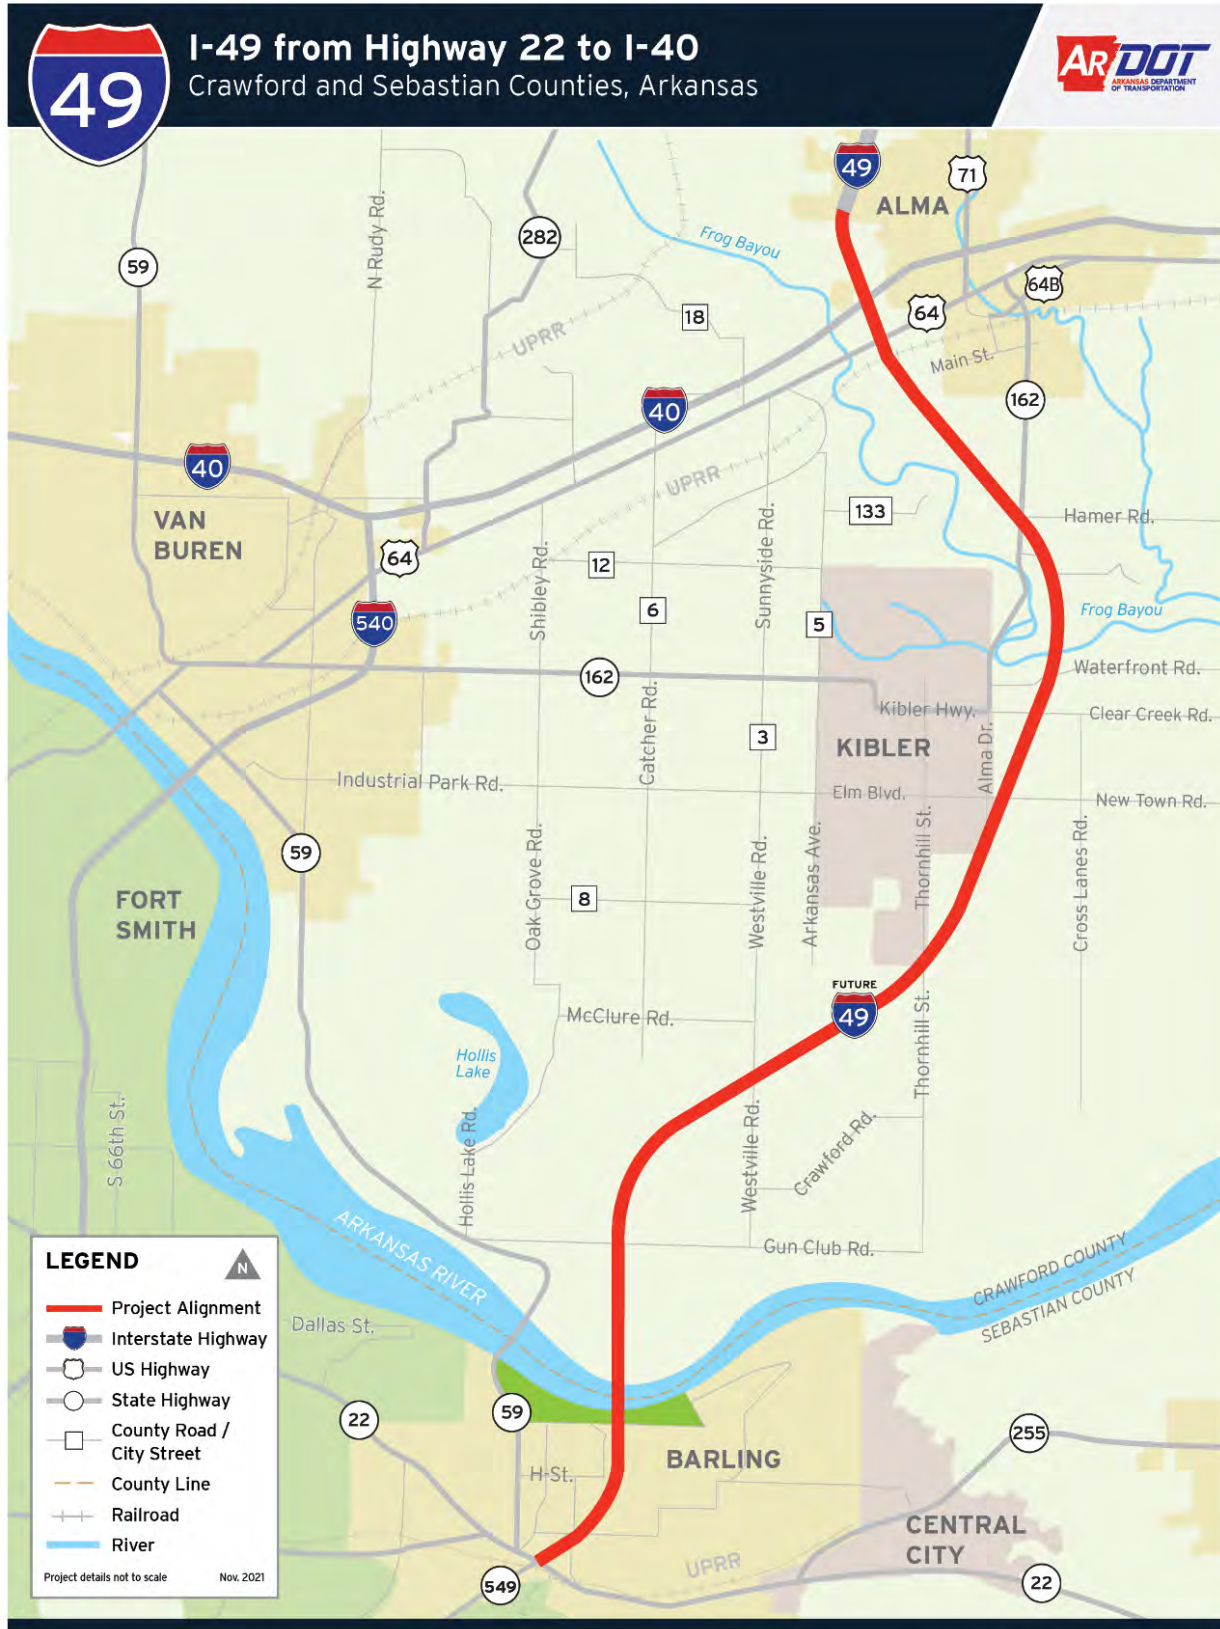 49
I-49 from Highway 22 to I-40
Crawford and Sebastian Counties, Arkansas
ARDOT
ARKANSAS DEPARTMENT
OF TRANSPORTATION
49
71
ALMA
N Rudy Rd.
282
Frog Bayou
59
64B
18
64
UPRR
Main St.
40
162
40
UPRR
133
VAN
BUREN
Hamer Rd.
64
Shibley Rd.
12
Sunnyside Rd.
6
5
Frog Bayou
540
162
Waterfront Rd.
Catcher Rd.
Kibler Hwy.
Clear Creek Rd.
3
KIBLER
Alma Dr.
Industrial Park Rd.
Elm Blvd.
New Town Rd.
59
Oak Grove Rd.
Westville Rd.
Arkansas Ave.
Thornhill St.
Cross Lanes Rd.
8
FORT
SMITH
FUTURE
49
McClure Rd.
Thornhill St.
Hollis
Lake
S 66th St.
Hollis Lake Rd.
Westville Rd.
Crawford Rd.
ARKANSAS RIVER
Gun Club Rd.
CRAWFORD COUNTY
SEBASTIAN COUNTY
LEGEND
N
Project Alignment
Interstate Highway
US Highway
State Highway
County Road /
City Street
County Line
Railroad
River
Project details not to scale
Nov. 2021
Dallas St.
22
59
255
BARLING
H St.
CENTRAL
CITY
UPRR
549
22